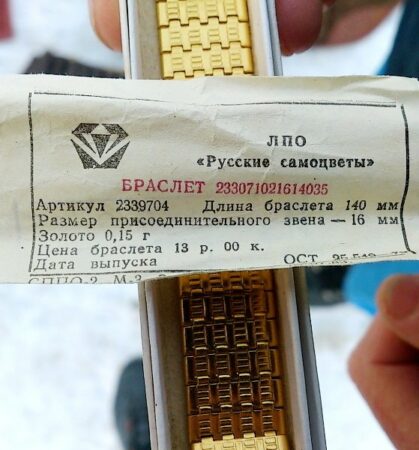 ЛПО
«Русские самоцветы»
БРАСЛЕТ 233071021614035
Артикул 2339704 Длина браслета 140 мм
Размер присоединительного звена — 16 мм
Золото 0,15 г
Цена браслета 13 р. 00 к.
Дата выпуска ОСТ